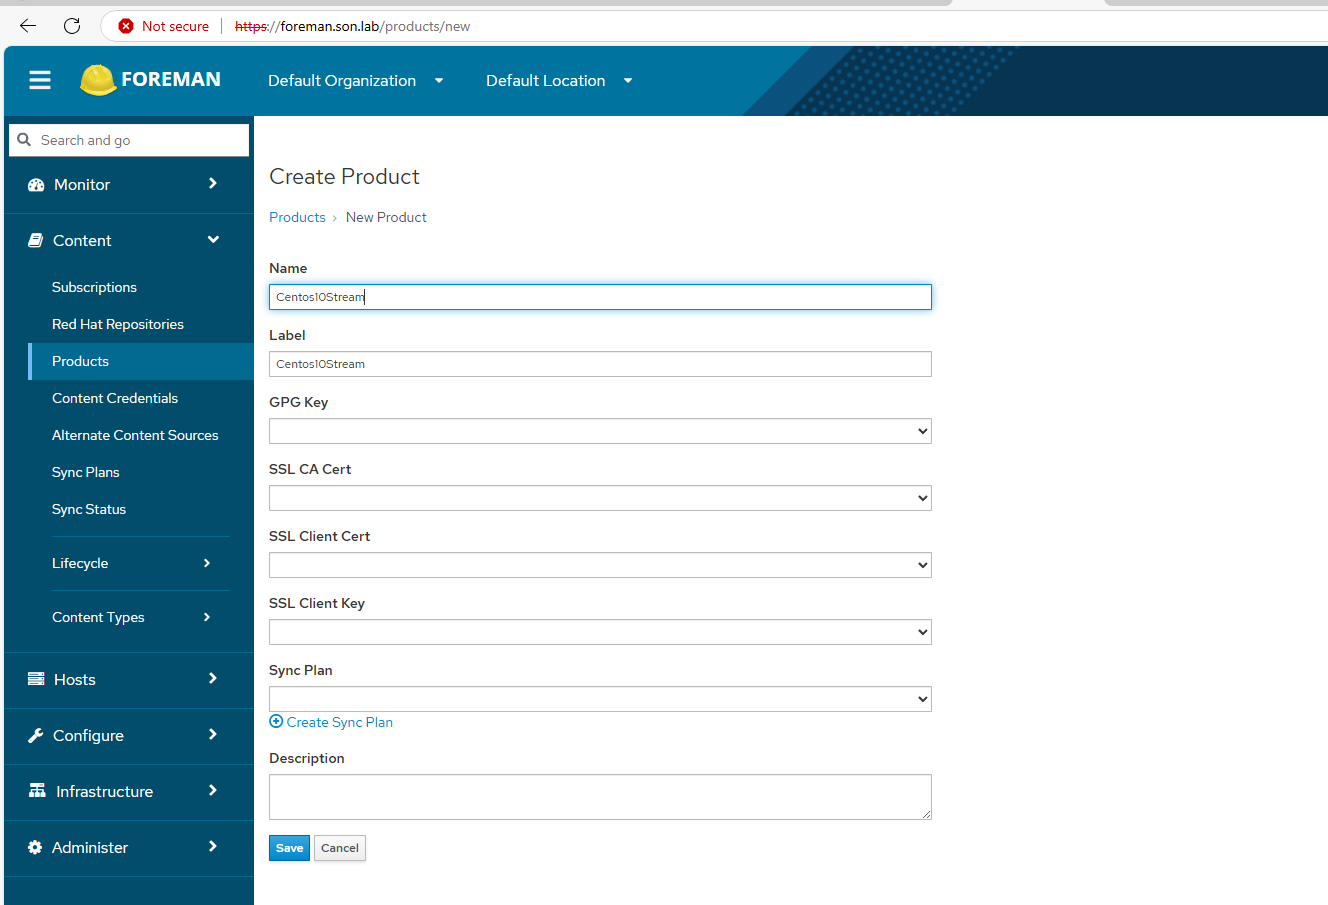 Not secure https://foreman.son.lab/products/new
FOREMAN Default Organization Default Location
Search and go
Monitor
Content
Subscriptions
Red Hat Repositories
Products
Content Credentials
Alternate Content Sources
Sync Plans
Sync Status
Lifecycle
Content Types
Hosts
Configure
Infrastructure
Administer
Create Product
Products › New Product
Name
Centos10Stream
Label
Centos10Stream
GPG Key
SSL CA Cert
SSL Client Cert
SSL Client Key
Sync Plan
Create Sync Plan
Description
Save Cancel